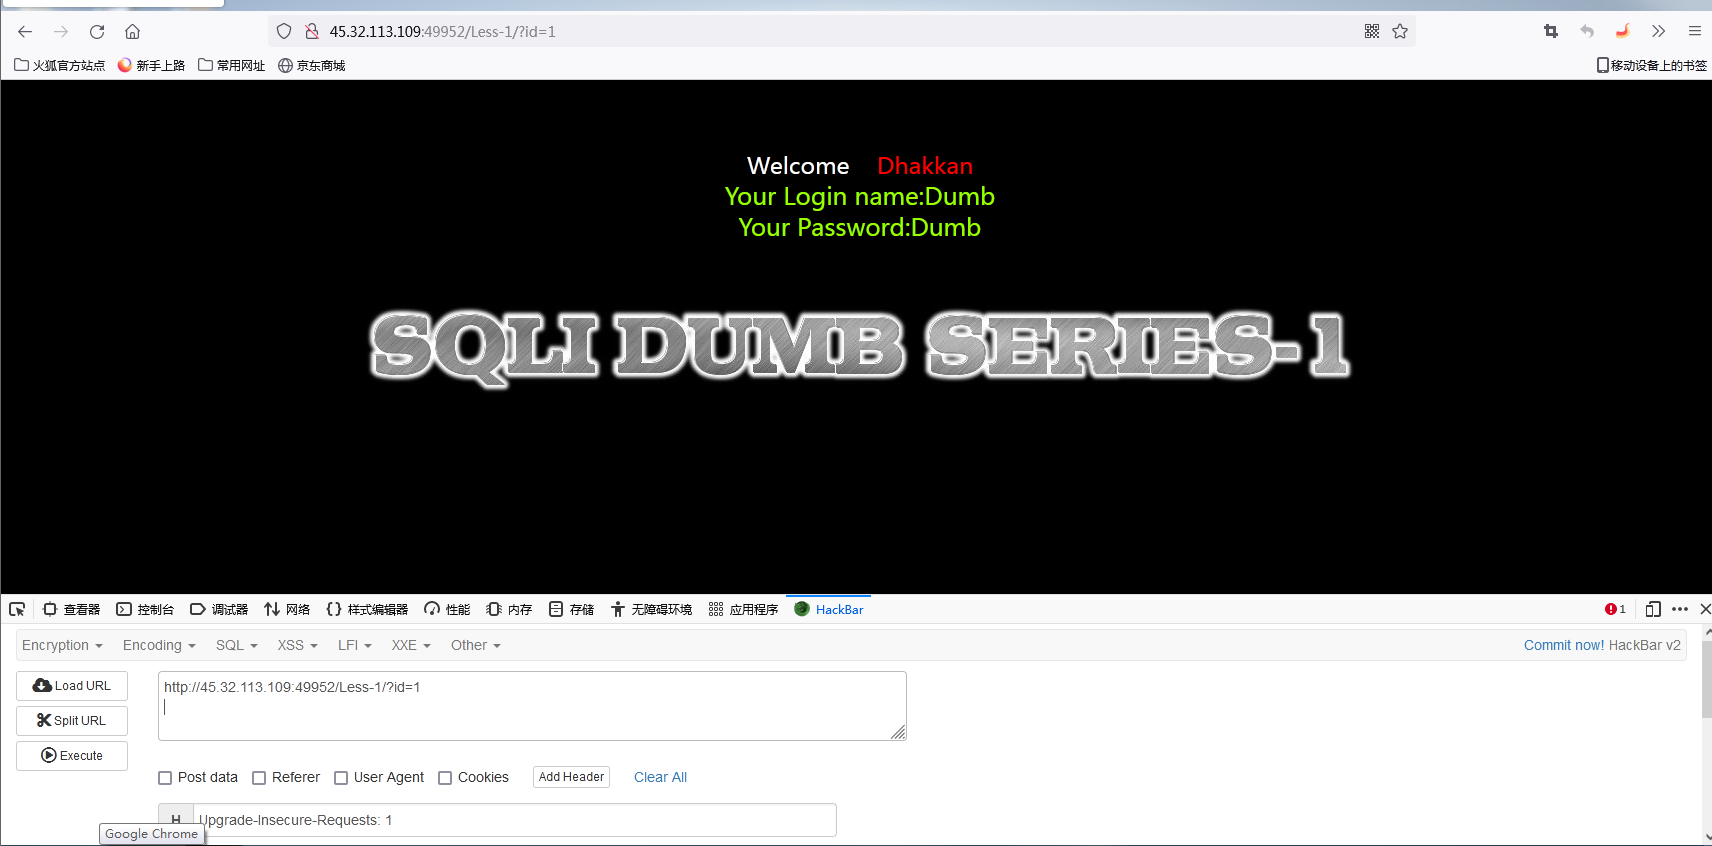 45.32.113.109:49952/Less-1/?id=1
火狐官方站点 新手上路 常用网址 京东商城 移动设备上的书签
Welcome Dhakkan
Your Login name:Dumb
Your Password:Dumb
SQLI DUMB SERIES-1
查看器 控制台 调试器 网络 {} 样式编辑器 性能 内存 存储 无障碍环境 应用程序 HackBar 1
Encryption Encoding SQL XSS LFI XXE Other Commit now! HackBar v2
Load URL http://45.32.113.109:49952/Less-1/?id=1
Split URL
Execute
Post data Referer User Agent Cookies Add Header Clear All
H Upgrade-Insecure-Requests: 1
Google Chrome